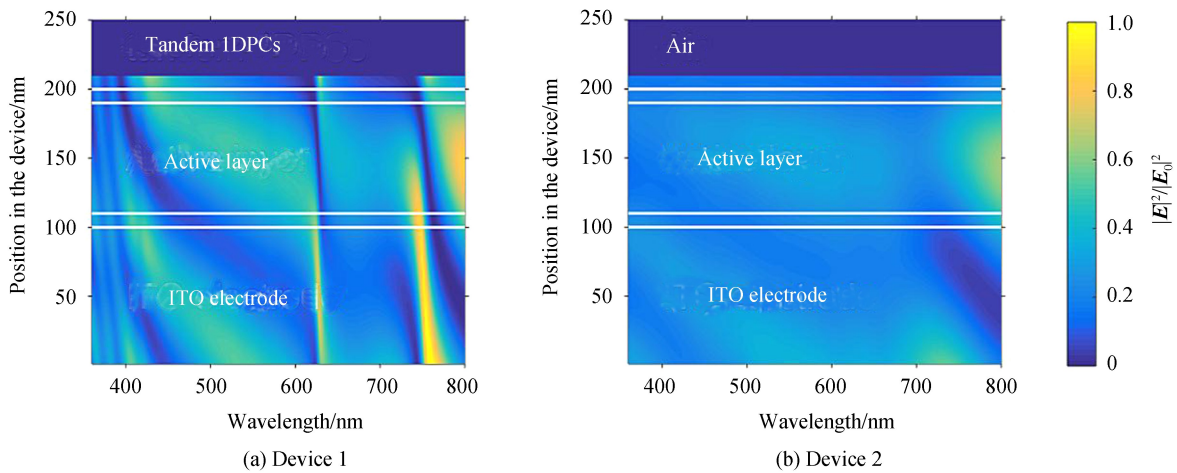 250
200
150
100
50
Position in the device/nm
Tandem 1DPCs
Active layer
ITO electrode
400
500
600
700
800
Wavelength/nm
(a) Device 1
250
200
150
100
50
Position in the device/nm
Air
Active layer
ITO electrode
400
500
600
700
800
Wavelength/nm
(b) Device 2
1.0
0.8
0.6
0.4
0.2
0
|E|²/|E₀|²